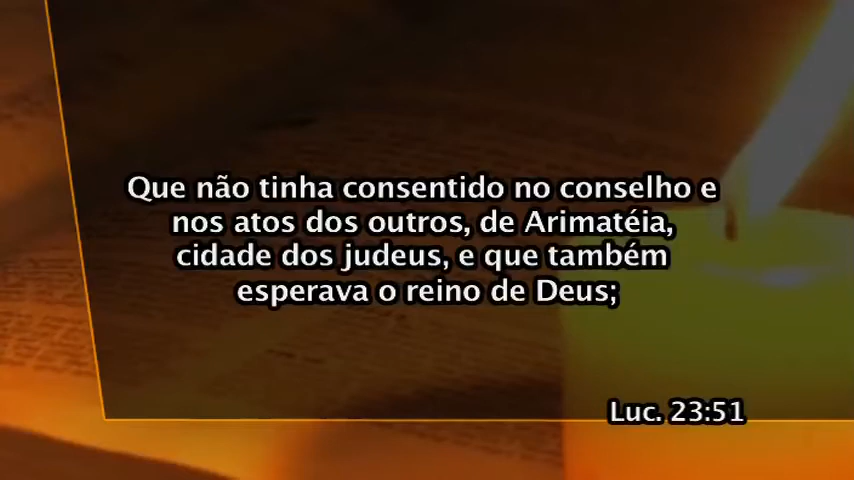 Que não tinha consentido no conselho e
nos atos dos outros, de Arimatéia,
cidade dos judeus, e que também
esperava o reino de Deus;
Luc. 23:51